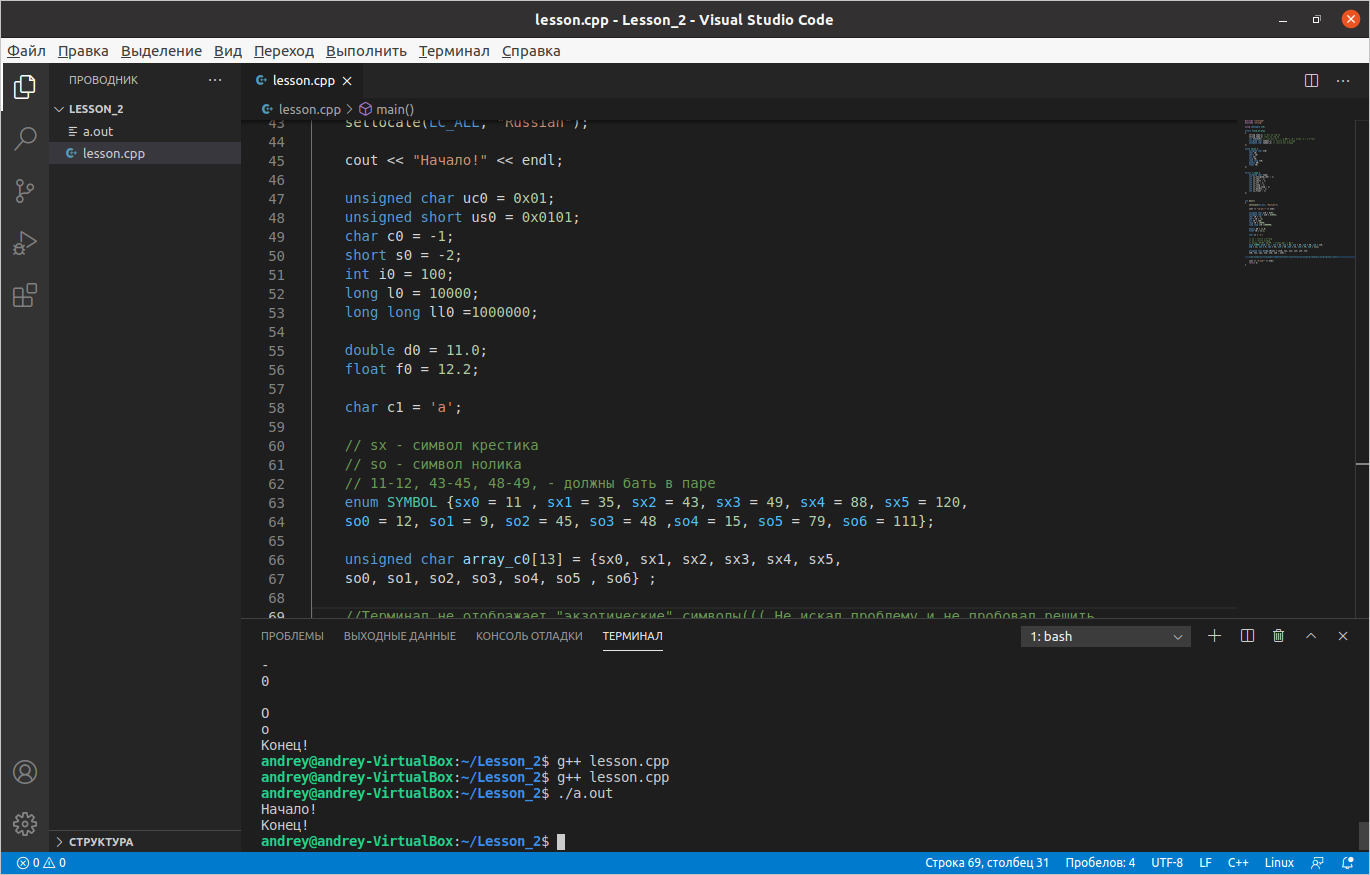 lesson.cpp - Lesson_2 - Visual Studio Code
Файл Правка Выделение Вид Переход Выполнить Терминал Справка
ПРОВОДНИК
LESSON_2
a.out
lesson.cpp
СТРУКТУРА
lesson.cpp
lesson.cpp > main()
43 setlocale(LC_ALL, "Russian");
44
45 cout << "Начало!" << endl;
46
47 unsigned char uc0 = 0x01;
48 unsigned short us0 = 0x0101;
49 char c0 = -1;
50 short s0 = -2;
51 int i0 = 100;
52 long l0 = 10000;
53 long long ll0 =1000000;
54
55 double d0 = 11.0;
56 float f0 = 12.2;
57
58 char c1 = 'a';
59
60 // sx - символ крестика
61 // so - символ нолика
62 // 11-12, 43-45, 48-49, - должны бать в паре
63 enum SYMBOL {sx0 = 11 , sx1 = 35, sx2 = 43, sx3 = 49, sx4 = 88, sx5 = 120,
64 so0 = 12, so1 = 9, so2 = 45, so3 = 48 ,so4 = 15, so5 = 79, so6 = 111};
65
66 unsigned char array_c0[13] = {sx0, sx1, sx2, sx3, sx4, sx5,
67 so0, so1, so2, so3, so4, so5 , so6} ;
68
69 //Терминал не отображает "экзотические" символы((( Не искал проблему и не пробовал решить
ПРОБЛЕМЫ ВЫХОДНЫЕ ДАННЫЕ КОНСОЛЬ ОТЛАДКИ ТЕРМИНАЛ 1: bash
-
0
O
o
Конец!
andrey@andrey-VirtualBox:~/Lesson_2$ g++ lesson.cpp
andrey@andrey-VirtualBox:~/Lesson_2$ g++ lesson.cpp
andrey@andrey-VirtualBox:~/Lesson_2$ ./a.out
Начало!
Конец!
andrey@andrey-VirtualBox:~/Lesson_2$
0 0 Строка 69, столбец 31 Пробелов: 4 UTF-8 LF C++ Linux